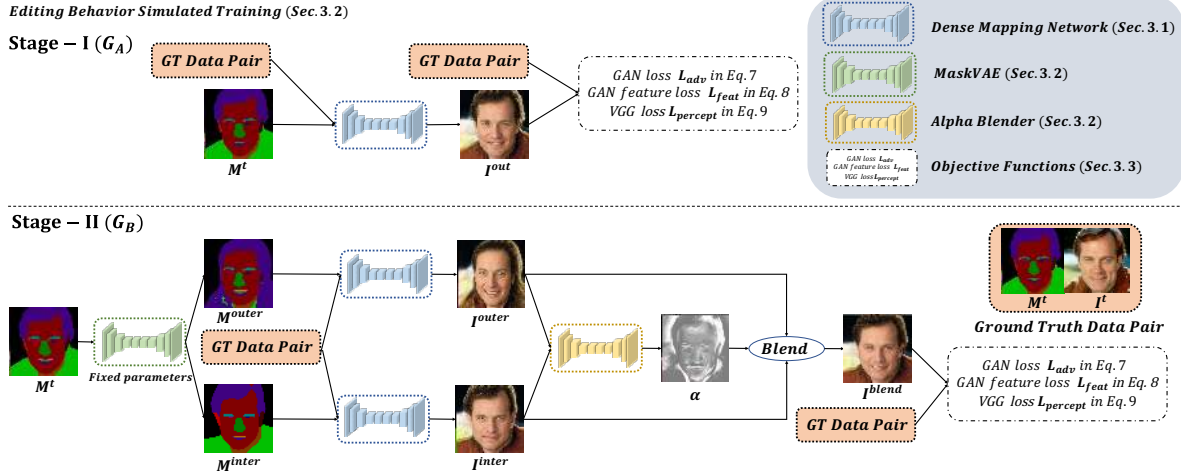 Editing Behavior Simulated Training (Sec. 3.2)
Stage – I (G_A)
GT Data Pair
GT Data Pair
M^t
I^out
GAN loss L_adv in Eq. 7
GAN feature loss L_feat in Eq. 8
VGG loss L_percept in Eq. 9
Dense Mapping Network (Sec. 3.1)
MaskVAE (Sec. 3.2)
Alpha Blender (Sec. 3.2)
GAN loss L_adv
GAN feature loss L_feat
VGG loss L_percept
Objective Functions (Sec. 3.3)
Stage – II (G_B)
M^t
Fixed parameters
M^outer
GT Data Pair
M^inter
I^outer
I^inter
α
Blend
I^blend
M^t
I^t
Ground Truth Data Pair
GAN loss L_adv in Eq. 7
GAN feature loss L_feat in Eq. 8
VGG loss L_percept in Eq. 9
GT Data Pair